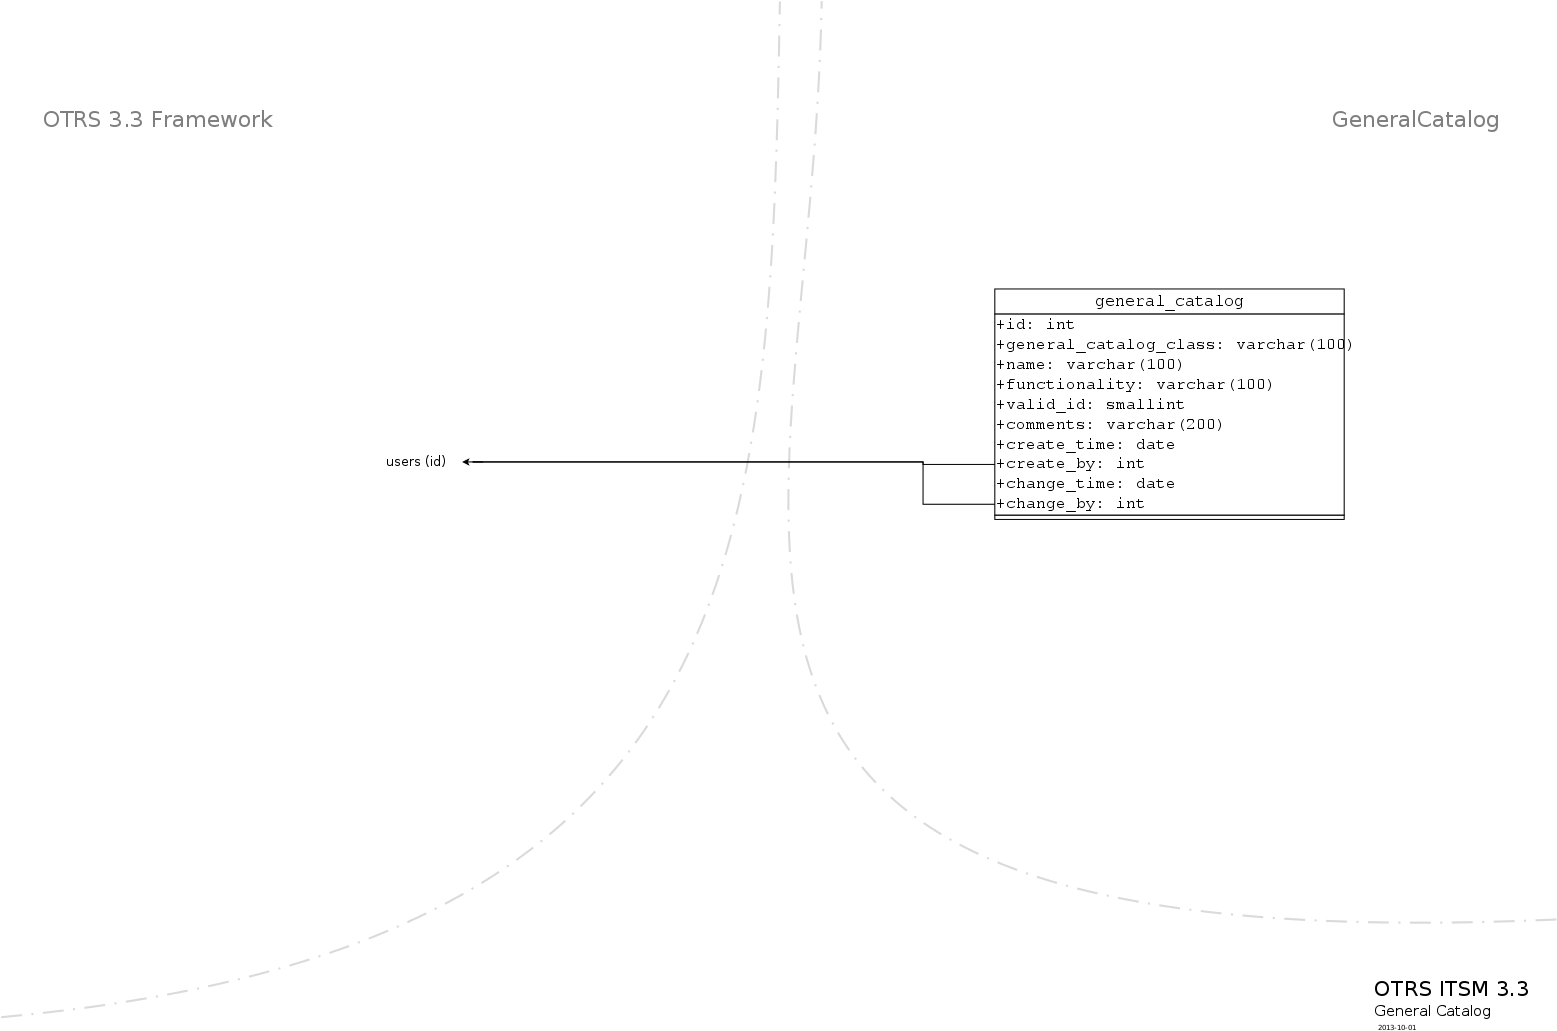 OTRS 3.3 Framework
GeneralCatalog
general_catalog
+id: int
+general_catalog_class: varchar(100)
+name: varchar(100)
+functionality: varchar(100)
+valid_id: smallint
+comments: varchar(200)
+create_time: date
+create_by: int
+change_time: date
+change_by: int
users (id)
OTRS ITSM 3.3
General Catalog
2013-10-01